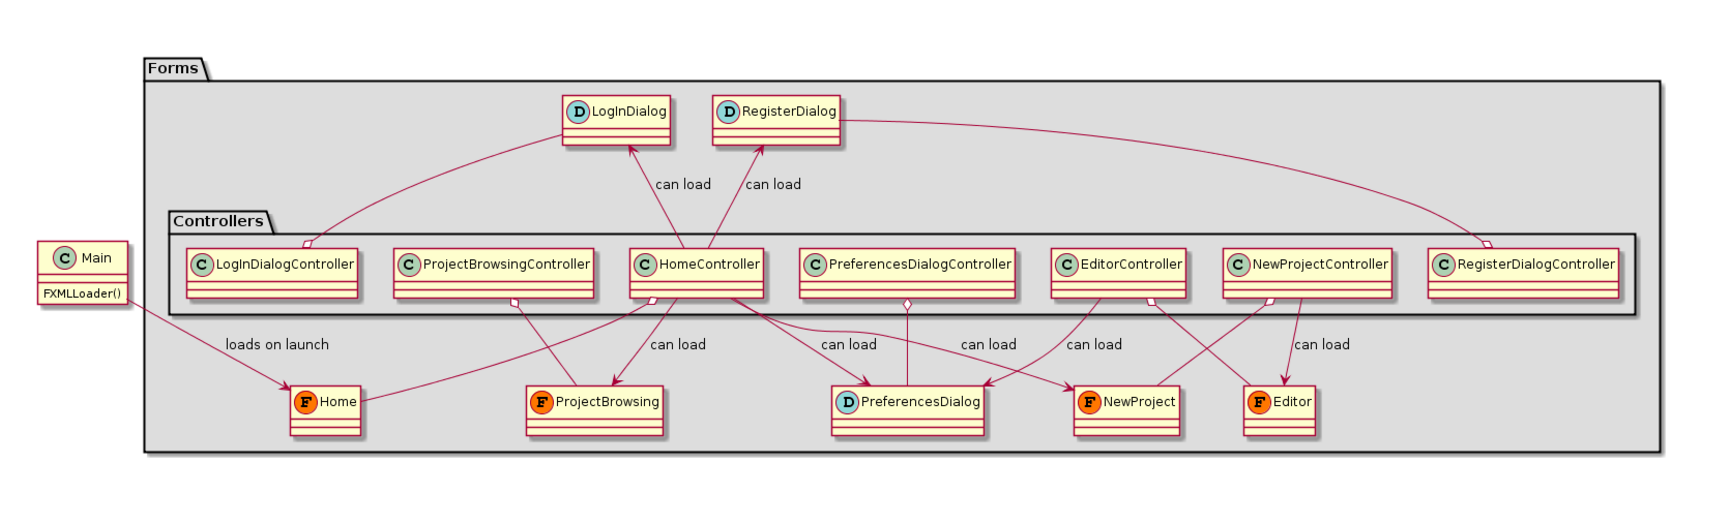 Forms
D LogInDialog
D RegisterDialog
can load
can load
Controllers
C Main
FXMLLoader()
C LogInDialogController
C ProjectBrowsingController
C HomeController
C PreferencesDialogController
C EditorController
C NewProjectController
C RegisterDialogController
loads on launch
can load
can load
can load
can load
can load
F Home
F ProjectBrowsing
D PreferencesDialog
F NewProject
F Editor